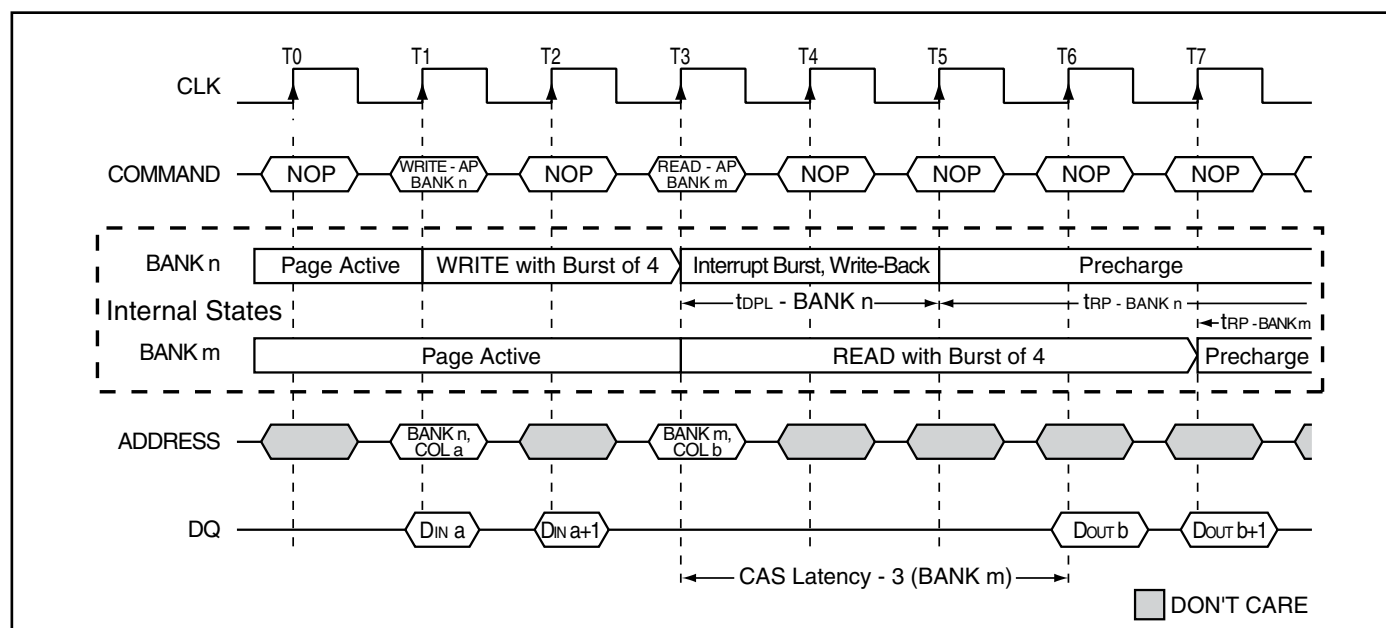 T0 T1 T2 T3 T4 T5 T6 T7
CLK
COMMAND NOP WRITE - AP BANK n NOP READ - AP BANK m NOP NOP NOP NOP
BANK n Page Active WRITE with Burst of 4 Interrupt Burst, Write-Back Precharge
Internal States tDPL - BANK n tRP - BANK n
tRP - BANK m
BANK m Page Active READ with Burst of 4 Precharge
ADDRESS BANK n, COL a BANK m, COL b
DQ DIN a DIN a+1 DOUT b DOUT b+1
CAS Latency - 3 (BANK m)
DON'T CARE